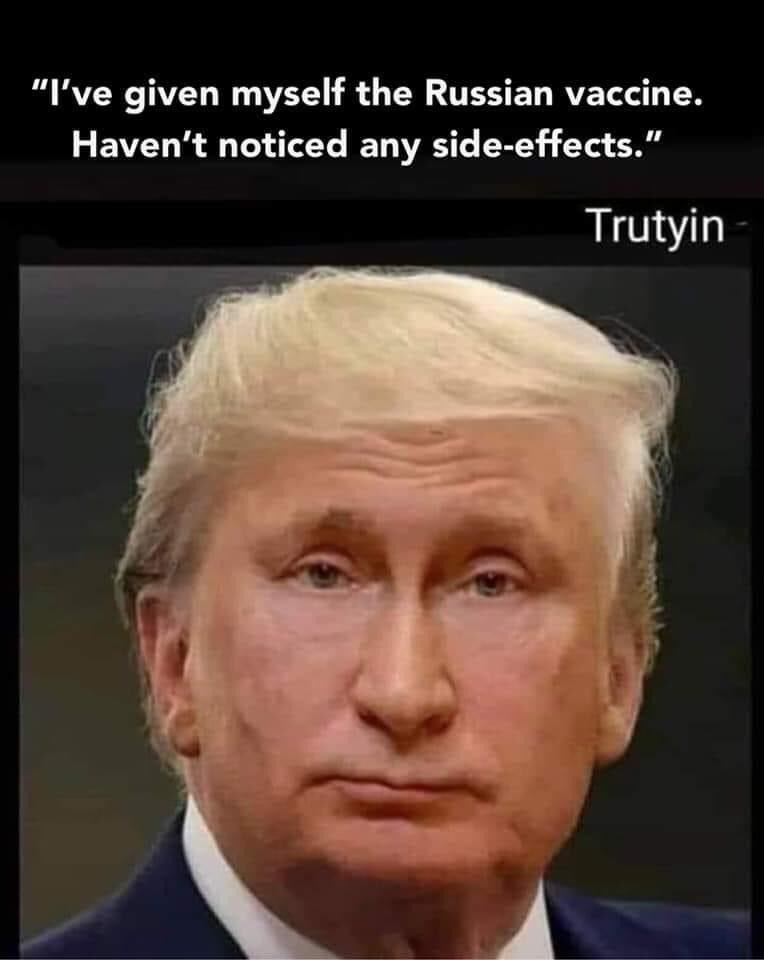 “I’ve given myself the Russian vaccine.
Haven’t noticed any side-effects.”
Trutyin -